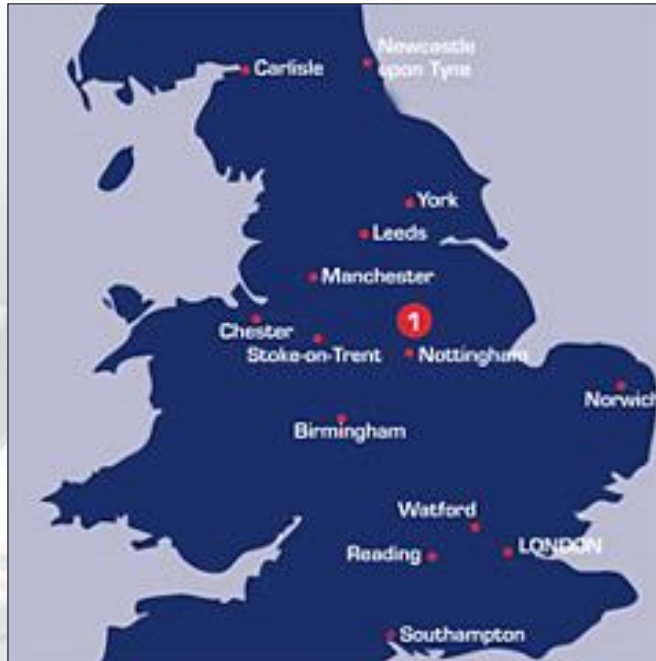 Newcastle
upon Tyne
Carlisle
York
Leeds
Manchester
1
Chester
Stoke-on-Trent
Nottingham
Norwich
Birmingham
Watford
Reading
LONDON
Southampton